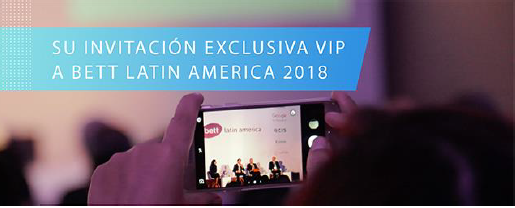 SU INVITACIÓN EXCLUSIVA VIP
A BETT LATIN AMERICA 2018
bett latin america